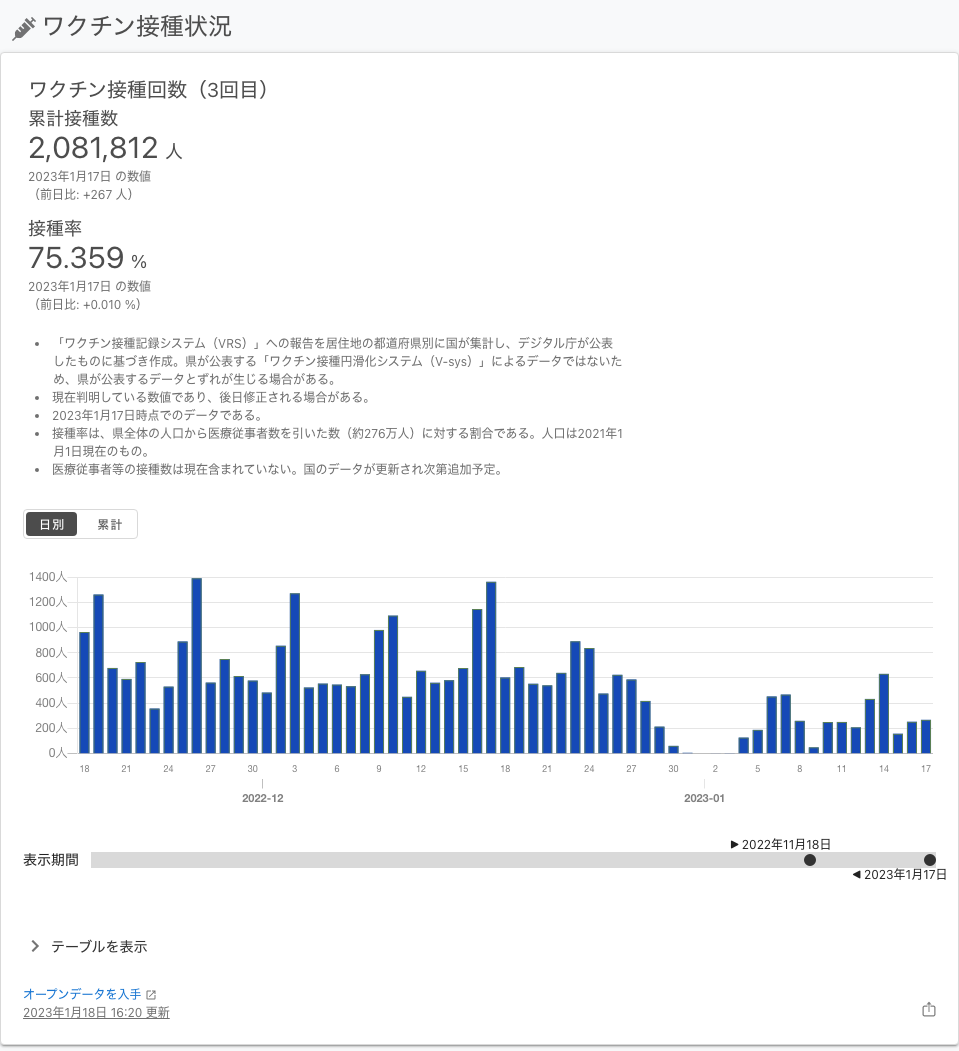 ワクチン接種状況
ワクチン接種回数（3回目）
累計接種数
2,081,812 人
2023年1月17日 の数値
（前日比: +267 人）
接種率
75.359 %
2023年1月17日 の数値
（前日比: +0.010 %）
• 「ワクチン接種記録システム（VRS）」への報告を居住地の都道府県別に国が集計し、デジタル庁が公表
したものに基づき作成。県が公表する「ワクチン接種円滑化システム（V-sys）」によるデータではないた
め、県が公表するデータとずれが生じる場合がある。
• 現在判明している数値であり、後日修正される場合がある。
• 2023年1月17日時点でのデータである。
• 接種率は、県全体の人口から医療従事者数を引いた数（約276万人）に対する割合である。人口は2021年1
月1日現在のもの。
• 医療従事者等の接種数は現在含まれていない。国のデータが更新され次第追加予定。
日別 累計
1400人
1200人
1000人
800人
600人
400人
200人
0人
18 21 24 27 30 3 6 9 12 15 18 21 24 27 30 2 5 8 11 14 17
2022-12 2023-01
▶ 2022年11月18日
表示期間
◀ 2023年1月17日
テーブルを表示
オープンデータを入手
2023年1月18日 16:20 更新